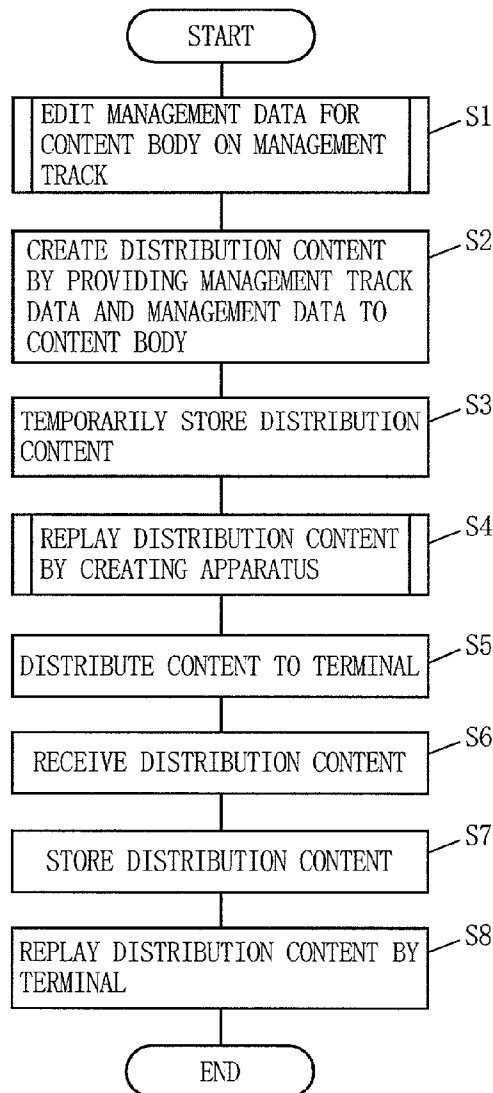 START
EDIT MANAGEMENT DATA FOR
CONTENT BODY ON MANAGEMENT
TRACK
S1
CREATE DISTRIBUTION CONTENT
BY PROVIDING MANAGEMENT TRACK
DATA AND MANAGEMENT DATA TO
CONTENT BODY
S2
TEMPORARILY STORE DISTRIBUTION
CONTENT
S3
REPLAY DISTRIBUTION CONTENT
BY CREATING APPARATUS
S4
DISTRIBUTE CONTENT TO TERMINAL
S5
RECEIVE DISTRIBUTION CONTENT
S6
STORE DISTRIBUTION CONTENT
S7
REPLAY DISTRIBUTION CONTENT BY
TERMINAL
S8
END